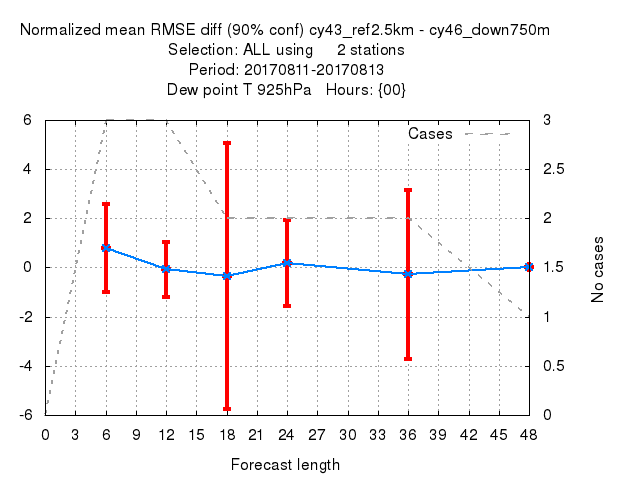 Normalized mean RMSE diff (90% conf) cy43_ref2.5km - cy46_down750m
Selection: ALL using 2 stations
Period: 20170811-20170813
Dew point T 925hPa Hours: {00}
Cases
6
4
2
0
-2
-4
-6
3
2.5
2
1.5
1
0.5
0
No cases
0 3 6 9 12 15 18 21 24 27 30 33 36 39 42 45 48
Forecast length